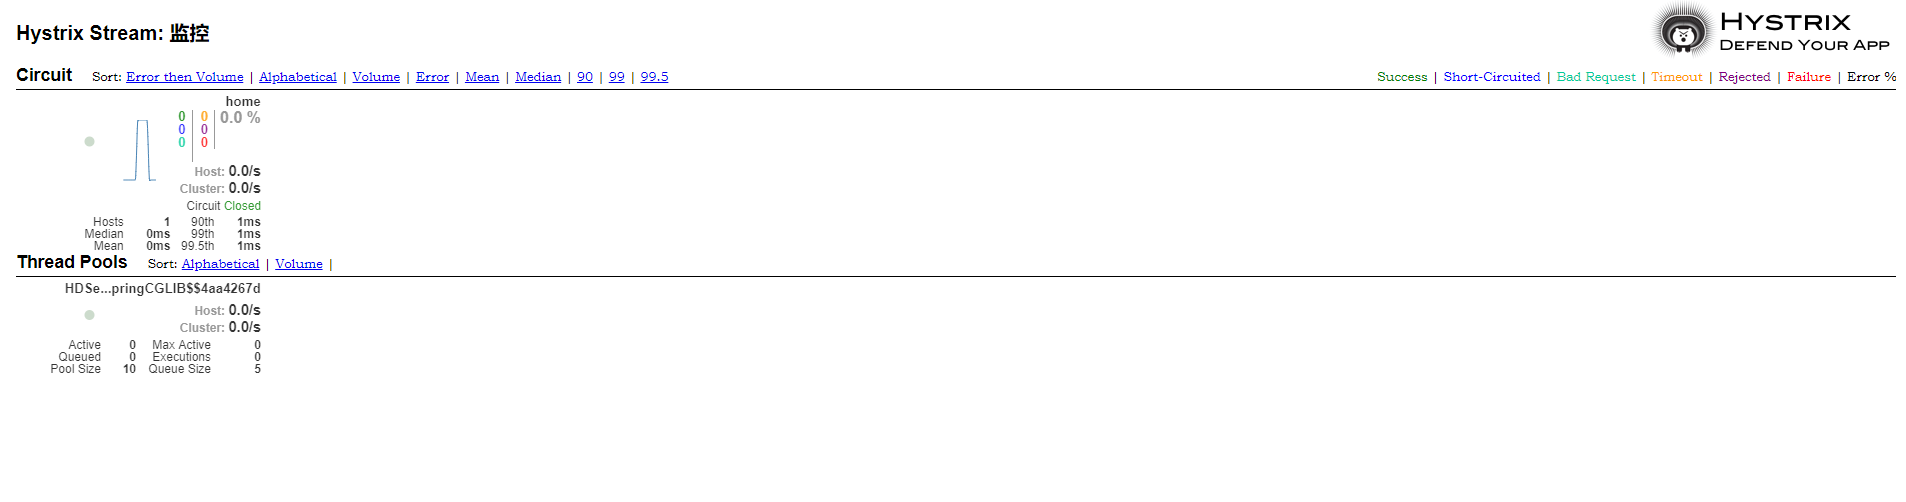 Hystrix Stream: 监控
HYSTRIX
DEFEND YOUR APP
Circuit Sort: Error then Volume | Alphabetical | Volume | Error | Mean | Median | 90 | 99 | 99.5
Success | Short-Circuited | Bad Request | Timeout | Rejected | Failure | Error %
home
0 0 0.0 %
0 0
0 0
Host: 0.0/s
Cluster: 0.0/s
Circuit Closed
Hosts 1 90th 1ms
Median 0ms 99th 1ms
Mean 0ms 99.5th 1ms
Thread Pools Sort: Alphabetical | Volume |
HDSe...pringCGLIB$$4aa4267d
Host: 0.0/s
Cluster: 0.0/s
Active 0 Max Active 0
Queued 0 Executions 0
Pool Size 10 Queue Size 5